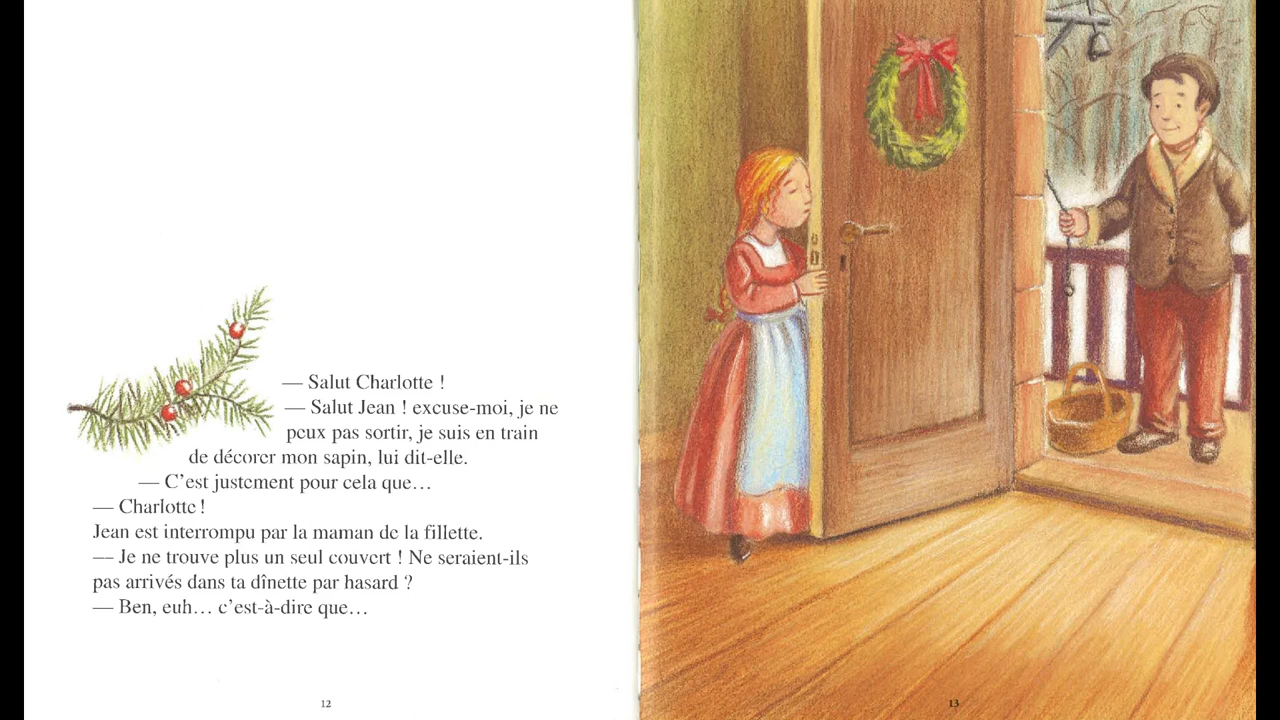 — Salut Charlotte !
— Salut Jean ! excuse-moi, je ne
peux pas sortir, je suis en train
de décorer mon sapin, lui dit-elle.
— C’est justement pour cela que…
— Charlotte !
Jean est interrompu par la maman de la fillette.
— Je ne trouve plus un seul couvert ! Ne seraient-ils
pas arrivés dans ta dînette par hasard ?
— Ben, euh… c’est-à-dire que…
12
13